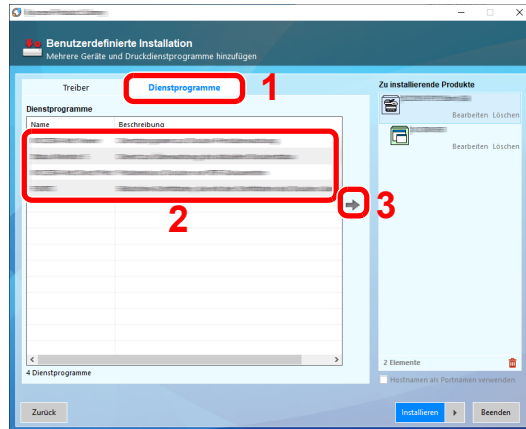 Benutzerdefinierte Installation
Mehrere Geräte und Druckdienstprogramme hinzufügen
Treiber
Dienstprogramme
1
Dienstprogramme
Name
Beschreibung
2
3
4 Dienstprogramme
Zu installierende Produkte
Bearbeiten Löschen
Bearbeiten Löschen
2 Elemente
Hostnamen als Portnamen verwenden
Zurück
Installieren
Beenden